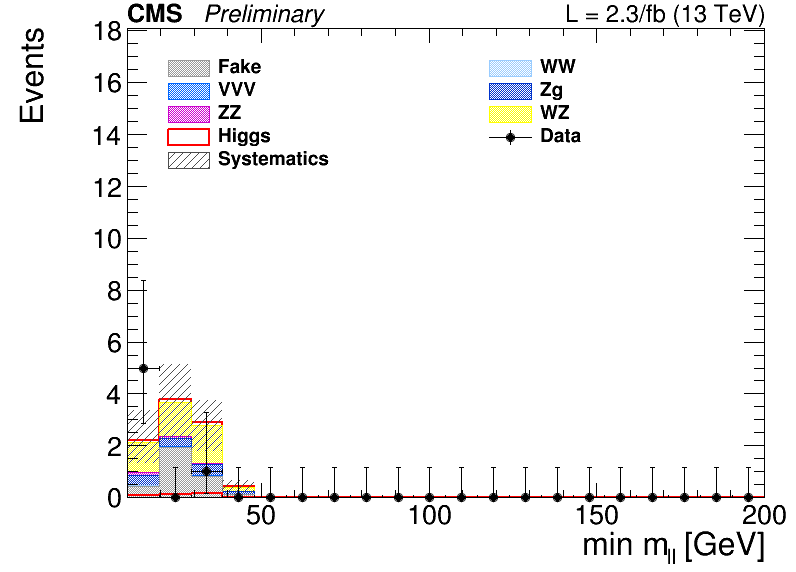 CMS Preliminary L = 2.3/fb (13 TeV)
Events
18
16
14
12
10
8
6
4
2
0
Fake
VVV
ZZ
Higgs
Systematics
WW
Zg
WZ
Data
50 100 150 200
min m_ll [GeV]